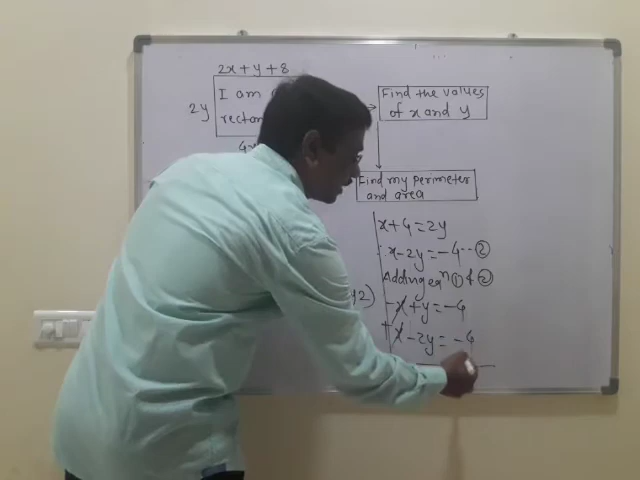 2x + y + 8
2y
I am
Find the values
of x and y
Find my perimeter
and area
x + 4 = 2y
∴ x - 2y = -4 -- ②
Adding eqⁿ ① & ②
-x + y = -4
+ x - 2y = -4